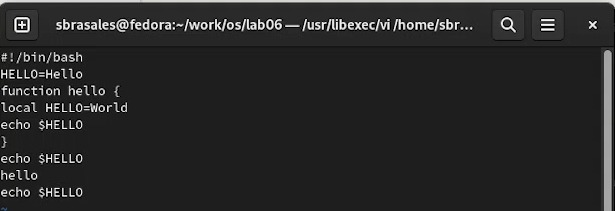 sbrasales@fedora:~/work/os/lab06 — /usr/libexec/vi /home/sbr...
#!/bin/bash
HELLO=Hello
function hello {
local HELLO=World
echo $HELLO
}
echo $HELLO
hello
echo $HELLO
~